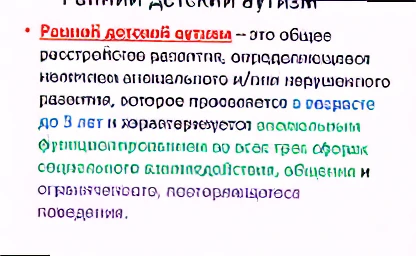 Ранний детский аутизм
• Ранний детский аутизм – это общее
расстройство развития, определяющееся
наличием аномального и/или нарушенного
развития, которое проявляется в возрасте
до 3 лет и характеризуется аномальным
функционированием во всех трех сферах
социального взаимодействия, общения и
ограниченного, повторяющегося
поведения.